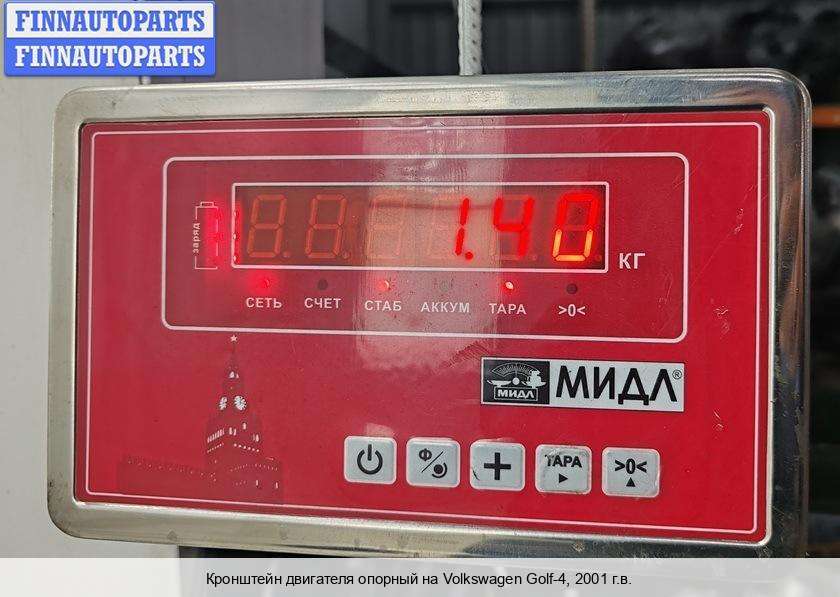 FINNAUTOPARTS
FINNAUTOPARTS
заряд
1.40
КГ
СЕТЬ СЧЕТ СТАБ АККУМ ТАРА >0<
МИДЛ МИДЛ®
Ф/ + ТАРА >0<
Кронштейн двигателя опорный на Volkswagen Golf-4, 2001 г.в.